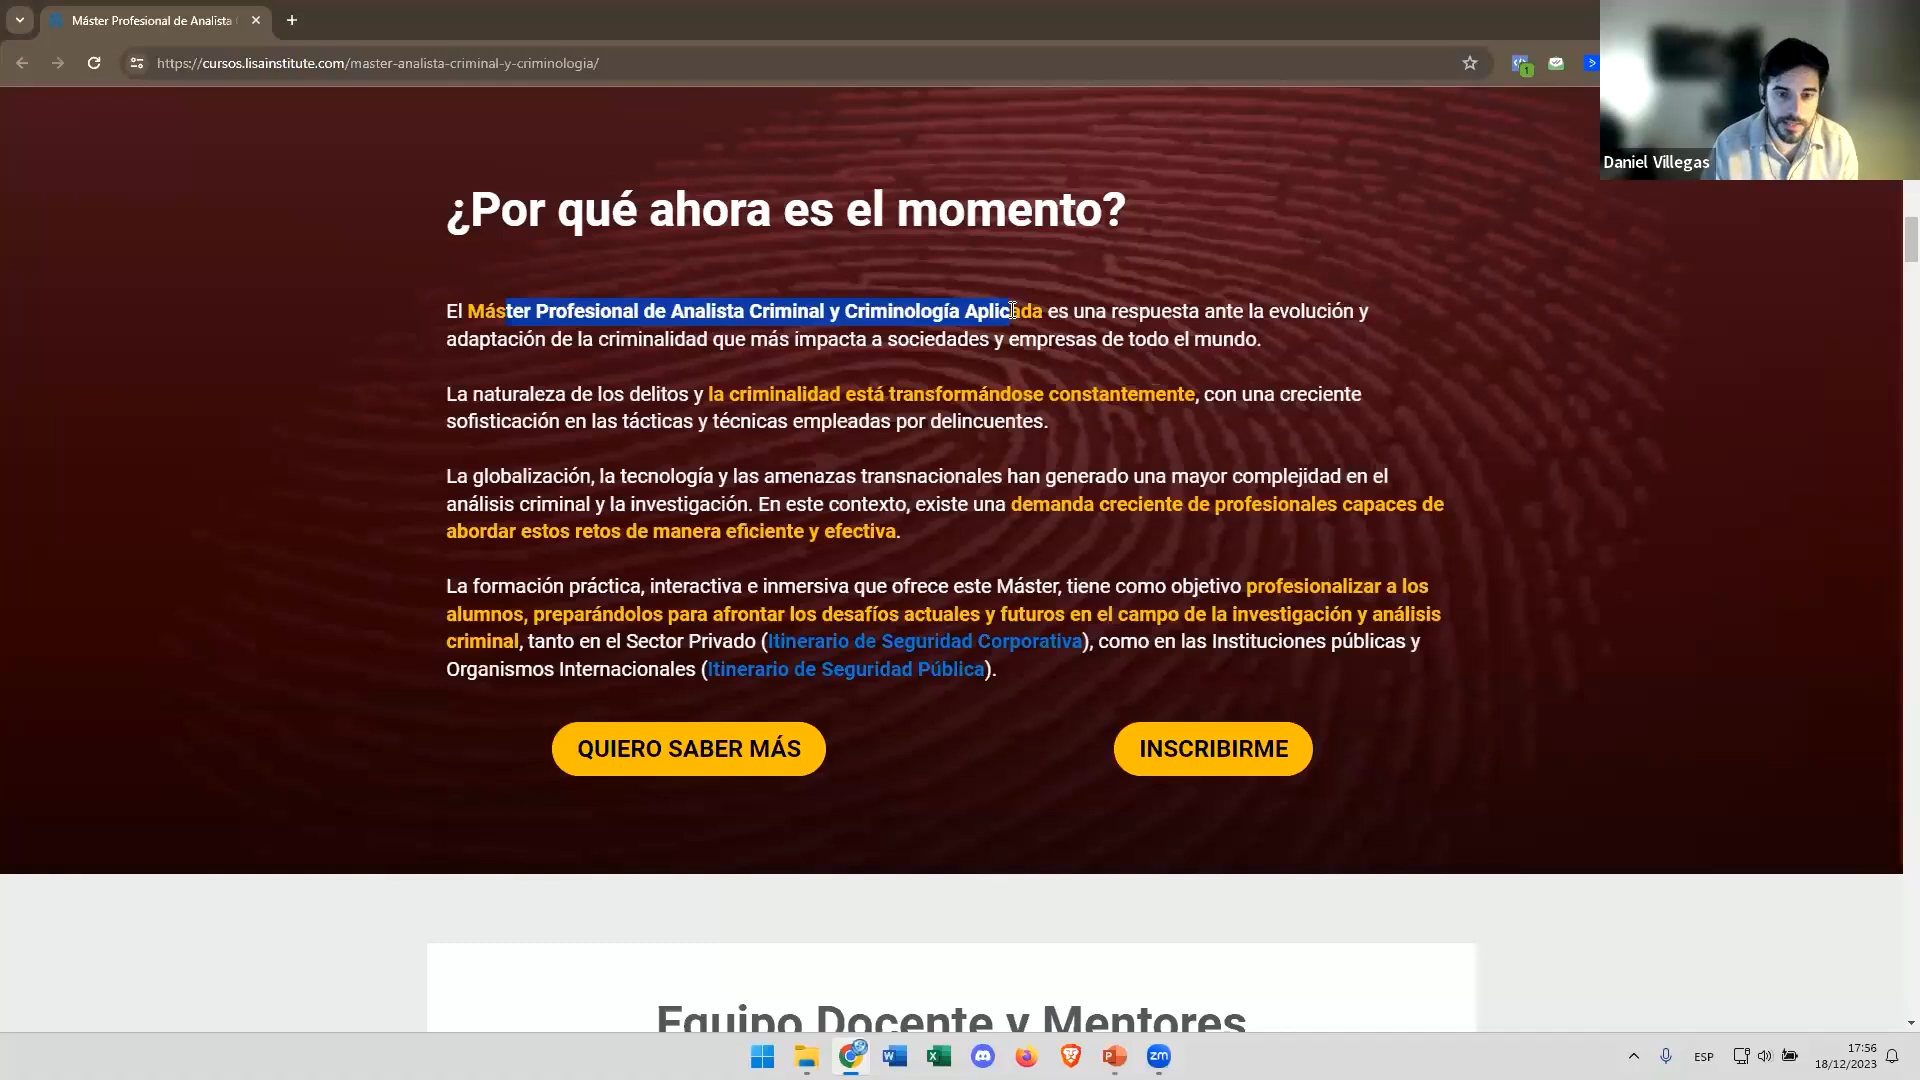 Máster Profesional de Analista
https://cursos.lisainstitute.com/master-analista-criminal-y-criminologia/
1
Daniel Villegas
¿Por qué ahora es el momento?
El Máster Profesional de Analista Criminal y Criminología Aplicada es una respuesta ante la evolución y
adaptación de la criminalidad que más impacta a sociedades y empresas de todo el mundo.
La naturaleza de los delitos y la criminalidad está transformándose constantemente, con una creciente
sofisticación en las tácticas y técnicas empleadas por delincuentes.
La globalización, la tecnología y las amenazas transnacionales han generado una mayor complejidad en el
análisis criminal y la investigación. En este contexto, existe una demanda creciente de profesionales capaces de
abordar estos retos de manera eficiente y efectiva.
La formación práctica, interactiva e inmersiva que ofrece este Máster, tiene como objetivo profesionalizar a los
alumnos, preparándolos para afrontar los desafíos actuales y futuros en el campo de la investigación y análisis
criminal, tanto en el Sector Privado (Itinerario de Seguridad Corporativa), como en las Instituciones públicas y
Organismos Internacionales (Itinerario de Seguridad Pública).
QUIERO SABER MÁS
INSCRIBIRME
Equipo Docente y Mentores
zm
ESP
17:56
18/12/2023